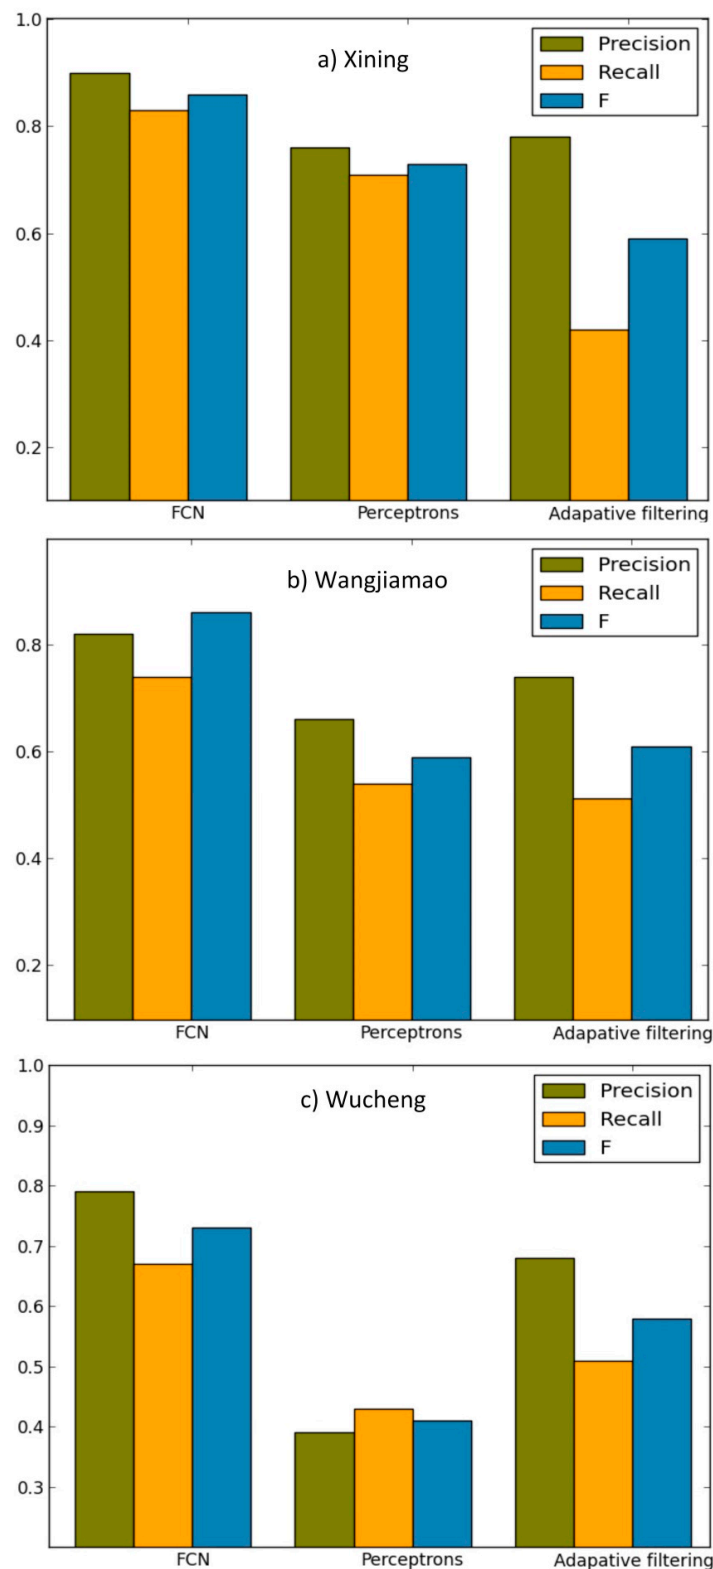 1.0
a) Xining
Precision
Recall
F
0.8
0.6
0.4
0.2
FCN Perceptrons Adapative filtering
b) Wangjiamao
Precision
Recall
F
0.8
0.6
0.4
0.2
FCN Perceptrons Adapative filtering
1.0
c) Wucheng
Precision
Recall
F
0.9
0.8
0.7
0.6
0.5
0.4
0.3
FCN Perceptrons Adapative filtering